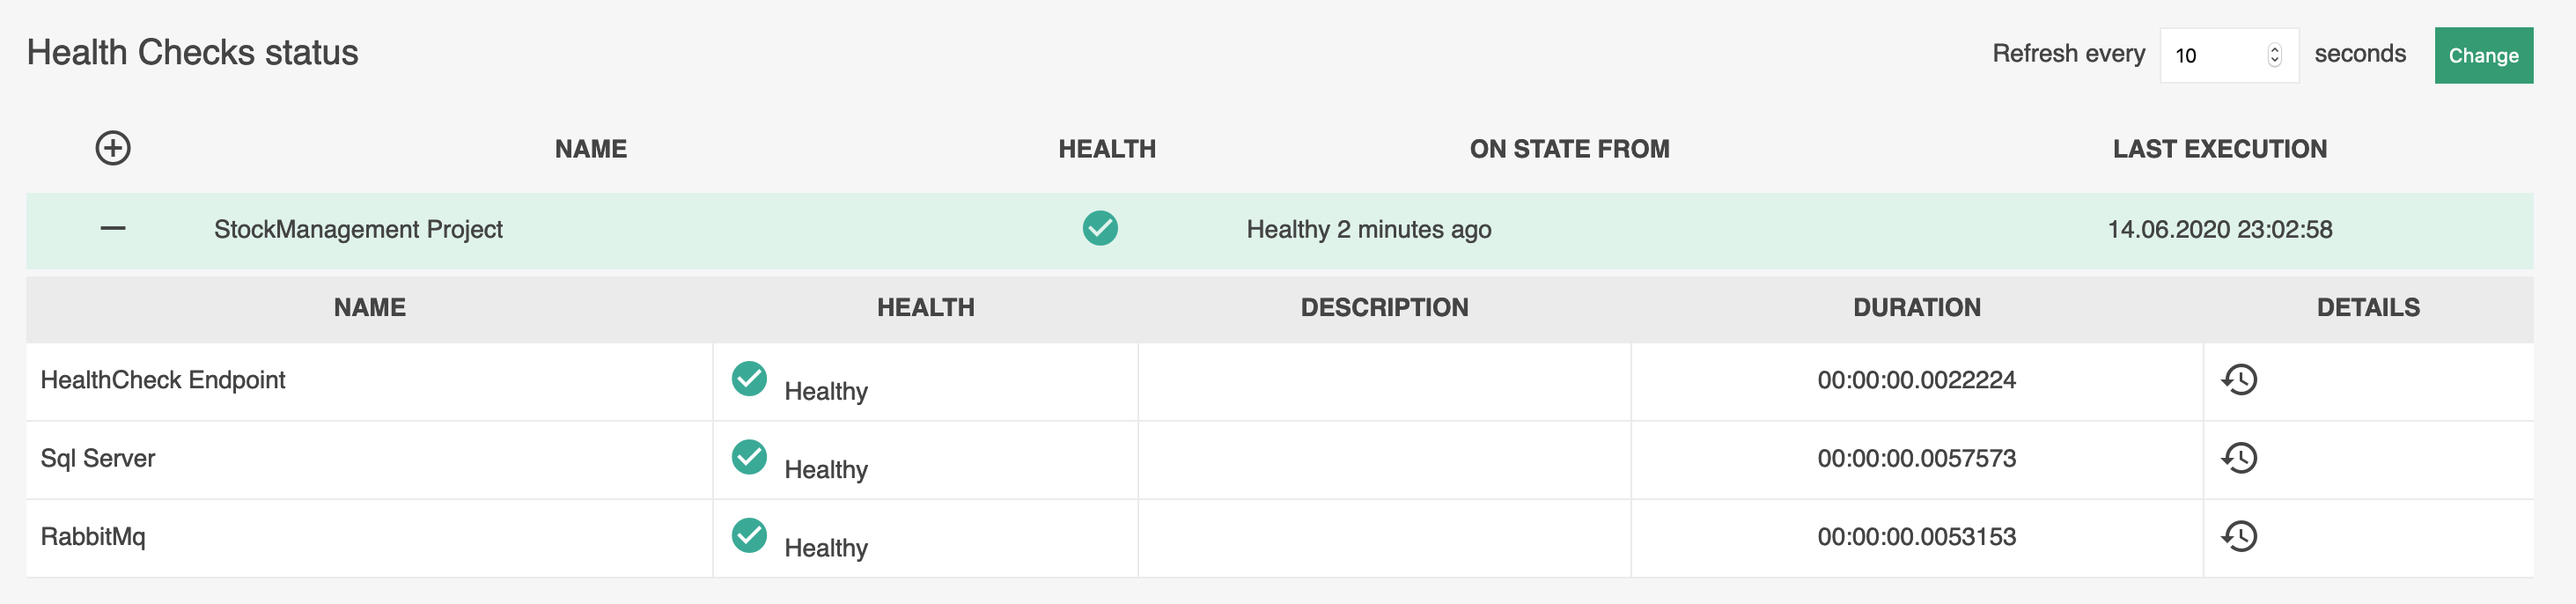 Health Checks status
Refresh every 10 seconds Change
NAME HEALTH ON STATE FROM LAST EXECUTION
StockManagement Project Healthy 2 minutes ago 14.06.2020 23:02:58
NAME HEALTH DESCRIPTION DURATION DETAILS
HealthCheck Endpoint Healthy 00:00:00.0022224
Sql Server Healthy 00:00:00.0057573
RabbitMq Healthy 00:00:00.0053153